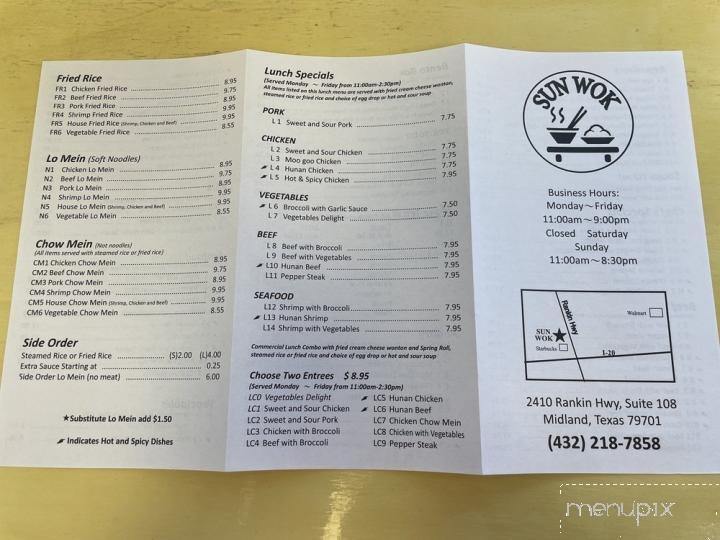 Fried Rice
FR1 Chicken Fried Rice 8.95
FR2 Beef Fried Rice 9.75
FR3 Pork Fried Rice 8.95
FR4 Shrimp Fried Rice 9.95
FR5 House Fried Rice (Shrimp, Chicken and Beef) 9.95
FR6 Vegetable Fried Rice 8.55
Lo Mein (Soft Noodles)
N1 Chicken Lo Mein 8.95
N2 Beef Lo Mein 9.75
N3 Pork Lo Mein 8.95
N4 Shrimp Lo Mein 9.95
N5 House Lo Mein (Shrimp, Chicken and Beef) 9.95
N6 Vegetable Lo Mein 8.55
Chow Mein (Not noodles)
(All items served with steamed rice or fried rice)
CM1 Chicken Chow Mein 8.95
CM2 Beef Chow Mein 9.75
CM3 Pork Chow Mein 8.95
CM4 Shrimp Chow Mein 9.95
CM5 House Chow Mein (Shrimp, Chicken and Beef) 9.95
CM6 Vegetable Chow Mein 8.55
Side Order
Steamed Rice or Fried Rice (S)2.00 (L)4.00
Extra Sauce Starting at 0.25
Side Order Lo Mein (no meat) 6.00
★Substitute Lo Mein add $1.50
Indicates Hot and Spicy Dishes
Lunch Specials
(Served Monday ～ Friday from 11:00am-2:30pm)
All items listed on this lunch menu are served with fried cream cheese wonton,
steamed rice or fried rice and choice of egg drop or hot and sour soup
PORK
L 1 Sweet and Sour Pork 7.75
CHICKEN
L 2 Sweet and Sour Chicken 7.75
L 3 Moo goo Chicken 7.75
L 4 Hunan Chicken 7.75
L 5 Hot & Spicy Chicken 7.95
VEGETABLES
L 6 Broccoli with Garlic Sauce 7.50
L 7 Vegetables Delight 7.50
BEEF
L 8 Beef with Broccoli 7.95
L 9 Beef with Vegetables 7.95
L10 Hunan Beef 7.95
L11 Pepper Steak 7.95
SEAFOOD
L12 Shrimp with Broccoli 7.95
L13 Hunan Shrimp 7.95
L14 Shrimp with Vegetables 7.95
Commercial Lunch Combo with fried cream cheese wonton and Spring Roll,
steamed rice or fried rice and choice of egg drop or hot and sour soup
Choose Two Entrees $ 8.95
(Served Monday ～ Friday from 11:00am-2:30pm)
LC0 Vegetables Delight
LC1 Sweet and Sour Chicken
LC2 Sweet and Sour Pork
LC3 Chicken with Broccoli
LC4 Beef with Broccoli
LC5 Hunan Chicken
LC6 Hunan Beef
LC7 Chicken Chow Mein
LC8 Chicken with Vegetables
LC9 Pepper Steak
SUN WOK
Business Hours:
Monday～Friday
11:00am～9:00pm
Closed Saturday
Sunday
11:00am～8:30pm
Rankin Hwy
Walmart
SUN
WOK
Starbucks
I-20
2410 Rankin Hwy, Suite 108
Midland, Texas 79701
(432) 218-7858
menupix